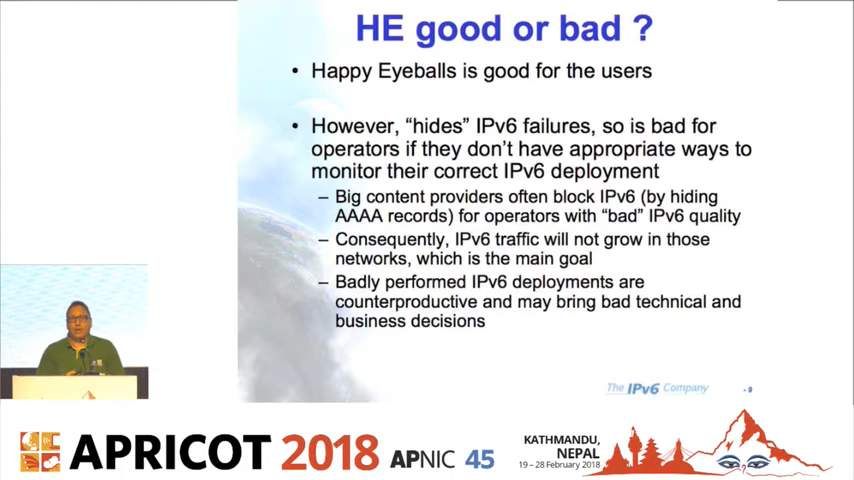 HE good or bad ?
• Happy Eyeballs is good for the users
• However, “hides” IPv6 failures, so is bad for
operators if they don’t have appropriate ways to
monitor their correct IPv6 deployment
– Big content providers often block IPv6 (by hiding
AAAA records) for operators with “bad” IPv6 quality
– Consequently, IPv6 traffic will not grow in those
networks, which is the main goal
– Badly performed IPv6 deployments are
counterproductive and may bring bad technical and
business decisions
The IPv6 Company
- 9
APRICOT 2018
APNIC 45
KATHMANDU,
NEPAL
19 – 28 February 2018